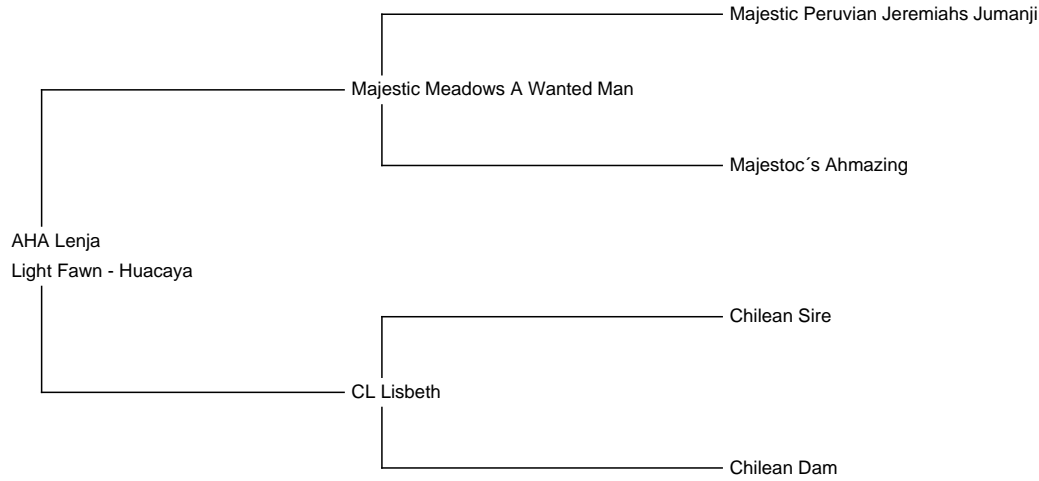 Majestic Peruvian Jeremiahs Jumanji
Majestic Meadows A Wanted Man
Majestoc´s Ahmazing
AHA Lenja
Light Fawn - Huacaya
Chilean Sire
CL Lisbeth
Chilean Dam